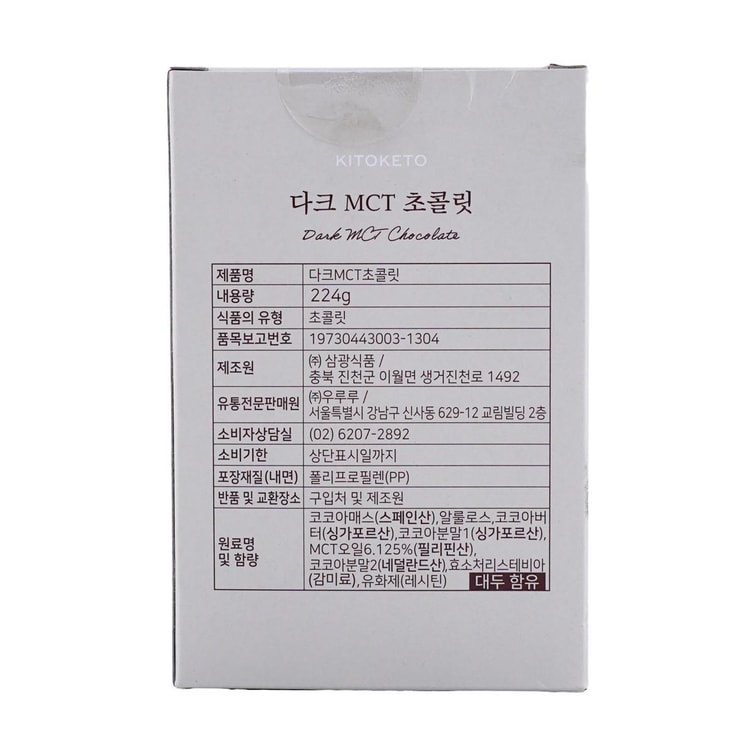 KITOKETO
다크 MCT 초콜릿
Dark MCT Chocolate
제품명 다크MCT초콜릿
내용량 224g
식품의 유형 초콜릿
품목보고번호 19730443003-1304
제조원 ㈜ 삼광식품 /
충북 진천군 이월면 생거진천로 1492
유통전문판매원 ㈜우루루 /
서울특별시 강남구 신사동 629-12 교림빌딩 2층
소비자상담실 (02) 6207-2892
소비기한 상단표시일까지
포장재질(내면) 폴리프로필렌(PP)
반품 및 교환장소 구입처 및 제조원
원료명
및 함량
코코아매스(스페인산),알룰로스,코코아버
터(싱가포르산),코코아분말1(싱가포르산),
MCT오일6.125%(필리핀산),
코코아분말2(네덜란드산),효소처리스테비아
(감미료),유화제(레시틴) 대두 함유